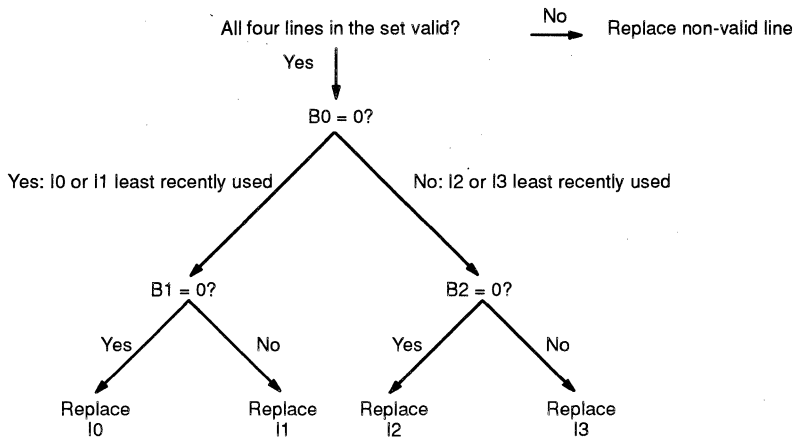 All four lines in the set valid?
No
Replace non-valid line
Yes
B0 = 0?
Yes: l0 or l1 least recently used
No: l2 or l3 least recently used
B1 = 0?
B2 = 0?
Yes
No
Yes
No
Replace
l0
Replace
l1
Replace
l2
Replace
l3